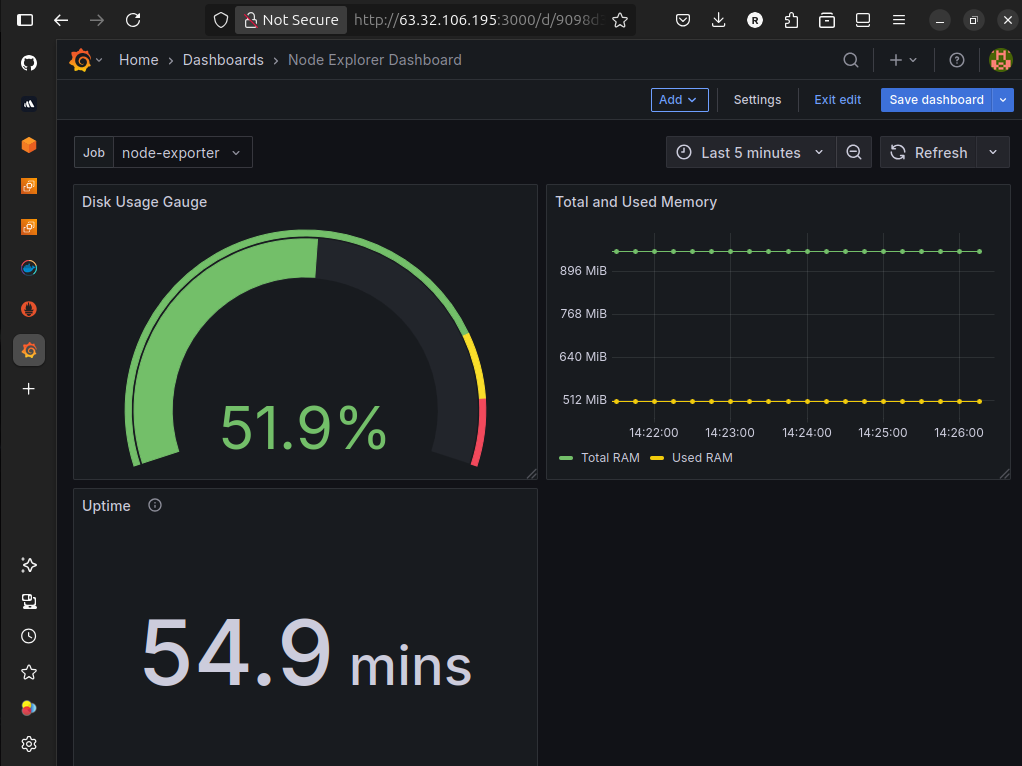 Not Secure http://63.32.106.195:3000/d/9098d
R
Home › Dashboards › Node Explorer Dashboard
Add Settings Exit edit Save dashboard
Job node-exporter Last 5 minutes Refresh
Disk Usage Gauge
51.9%
Total and Used Memory
896 MiB
768 MiB
640 MiB
512 MiB
14:22:00 14:23:00 14:24:00 14:25:00 14:26:00
Total RAM Used RAM
Uptime
54.9 mins